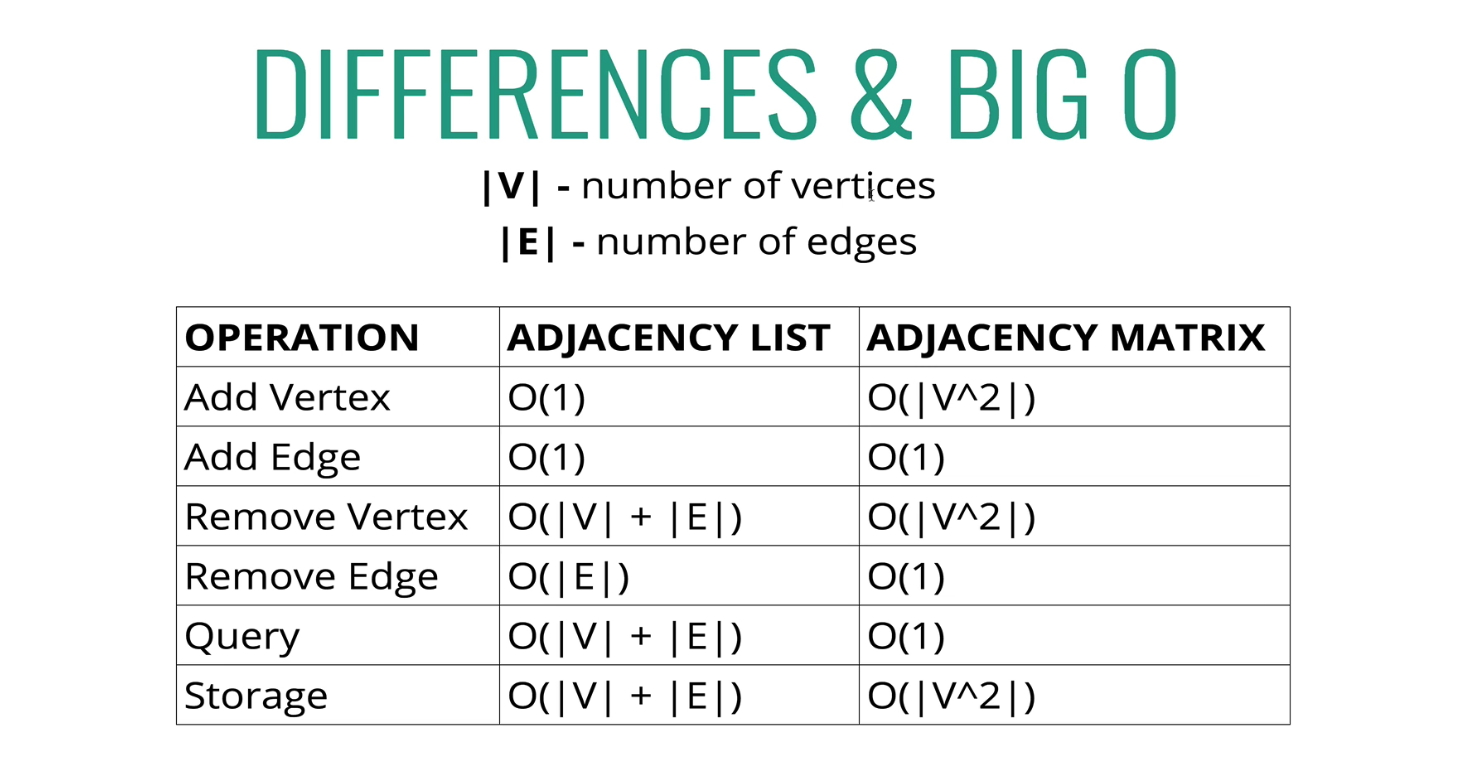 DIFFERENCES & BIG O
|V| - number of vertices
|E| - number of edges
OPERATION ADJACENCY LIST ADJACENCY MATRIX
Add Vertex O(1) O(|V^2|)
Add Edge O(1) O(1)
Remove Vertex O(|V| + |E|) O(|V^2|)
Remove Edge O(|E|) O(1)
Query O(|V| + |E|) O(1)
Storage O(|V| + |E|) O(|V^2|)